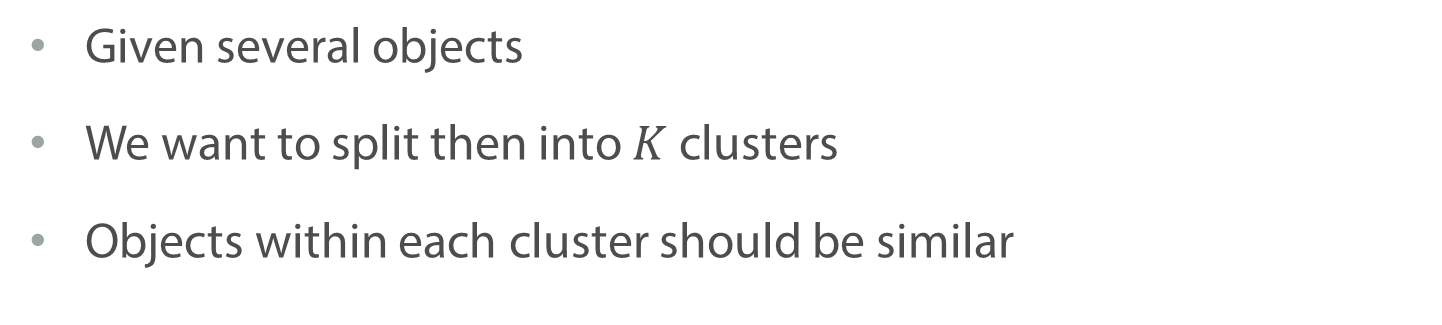 • Given several objects
• We want to split then into K clusters
• Objects within each cluster should be similar